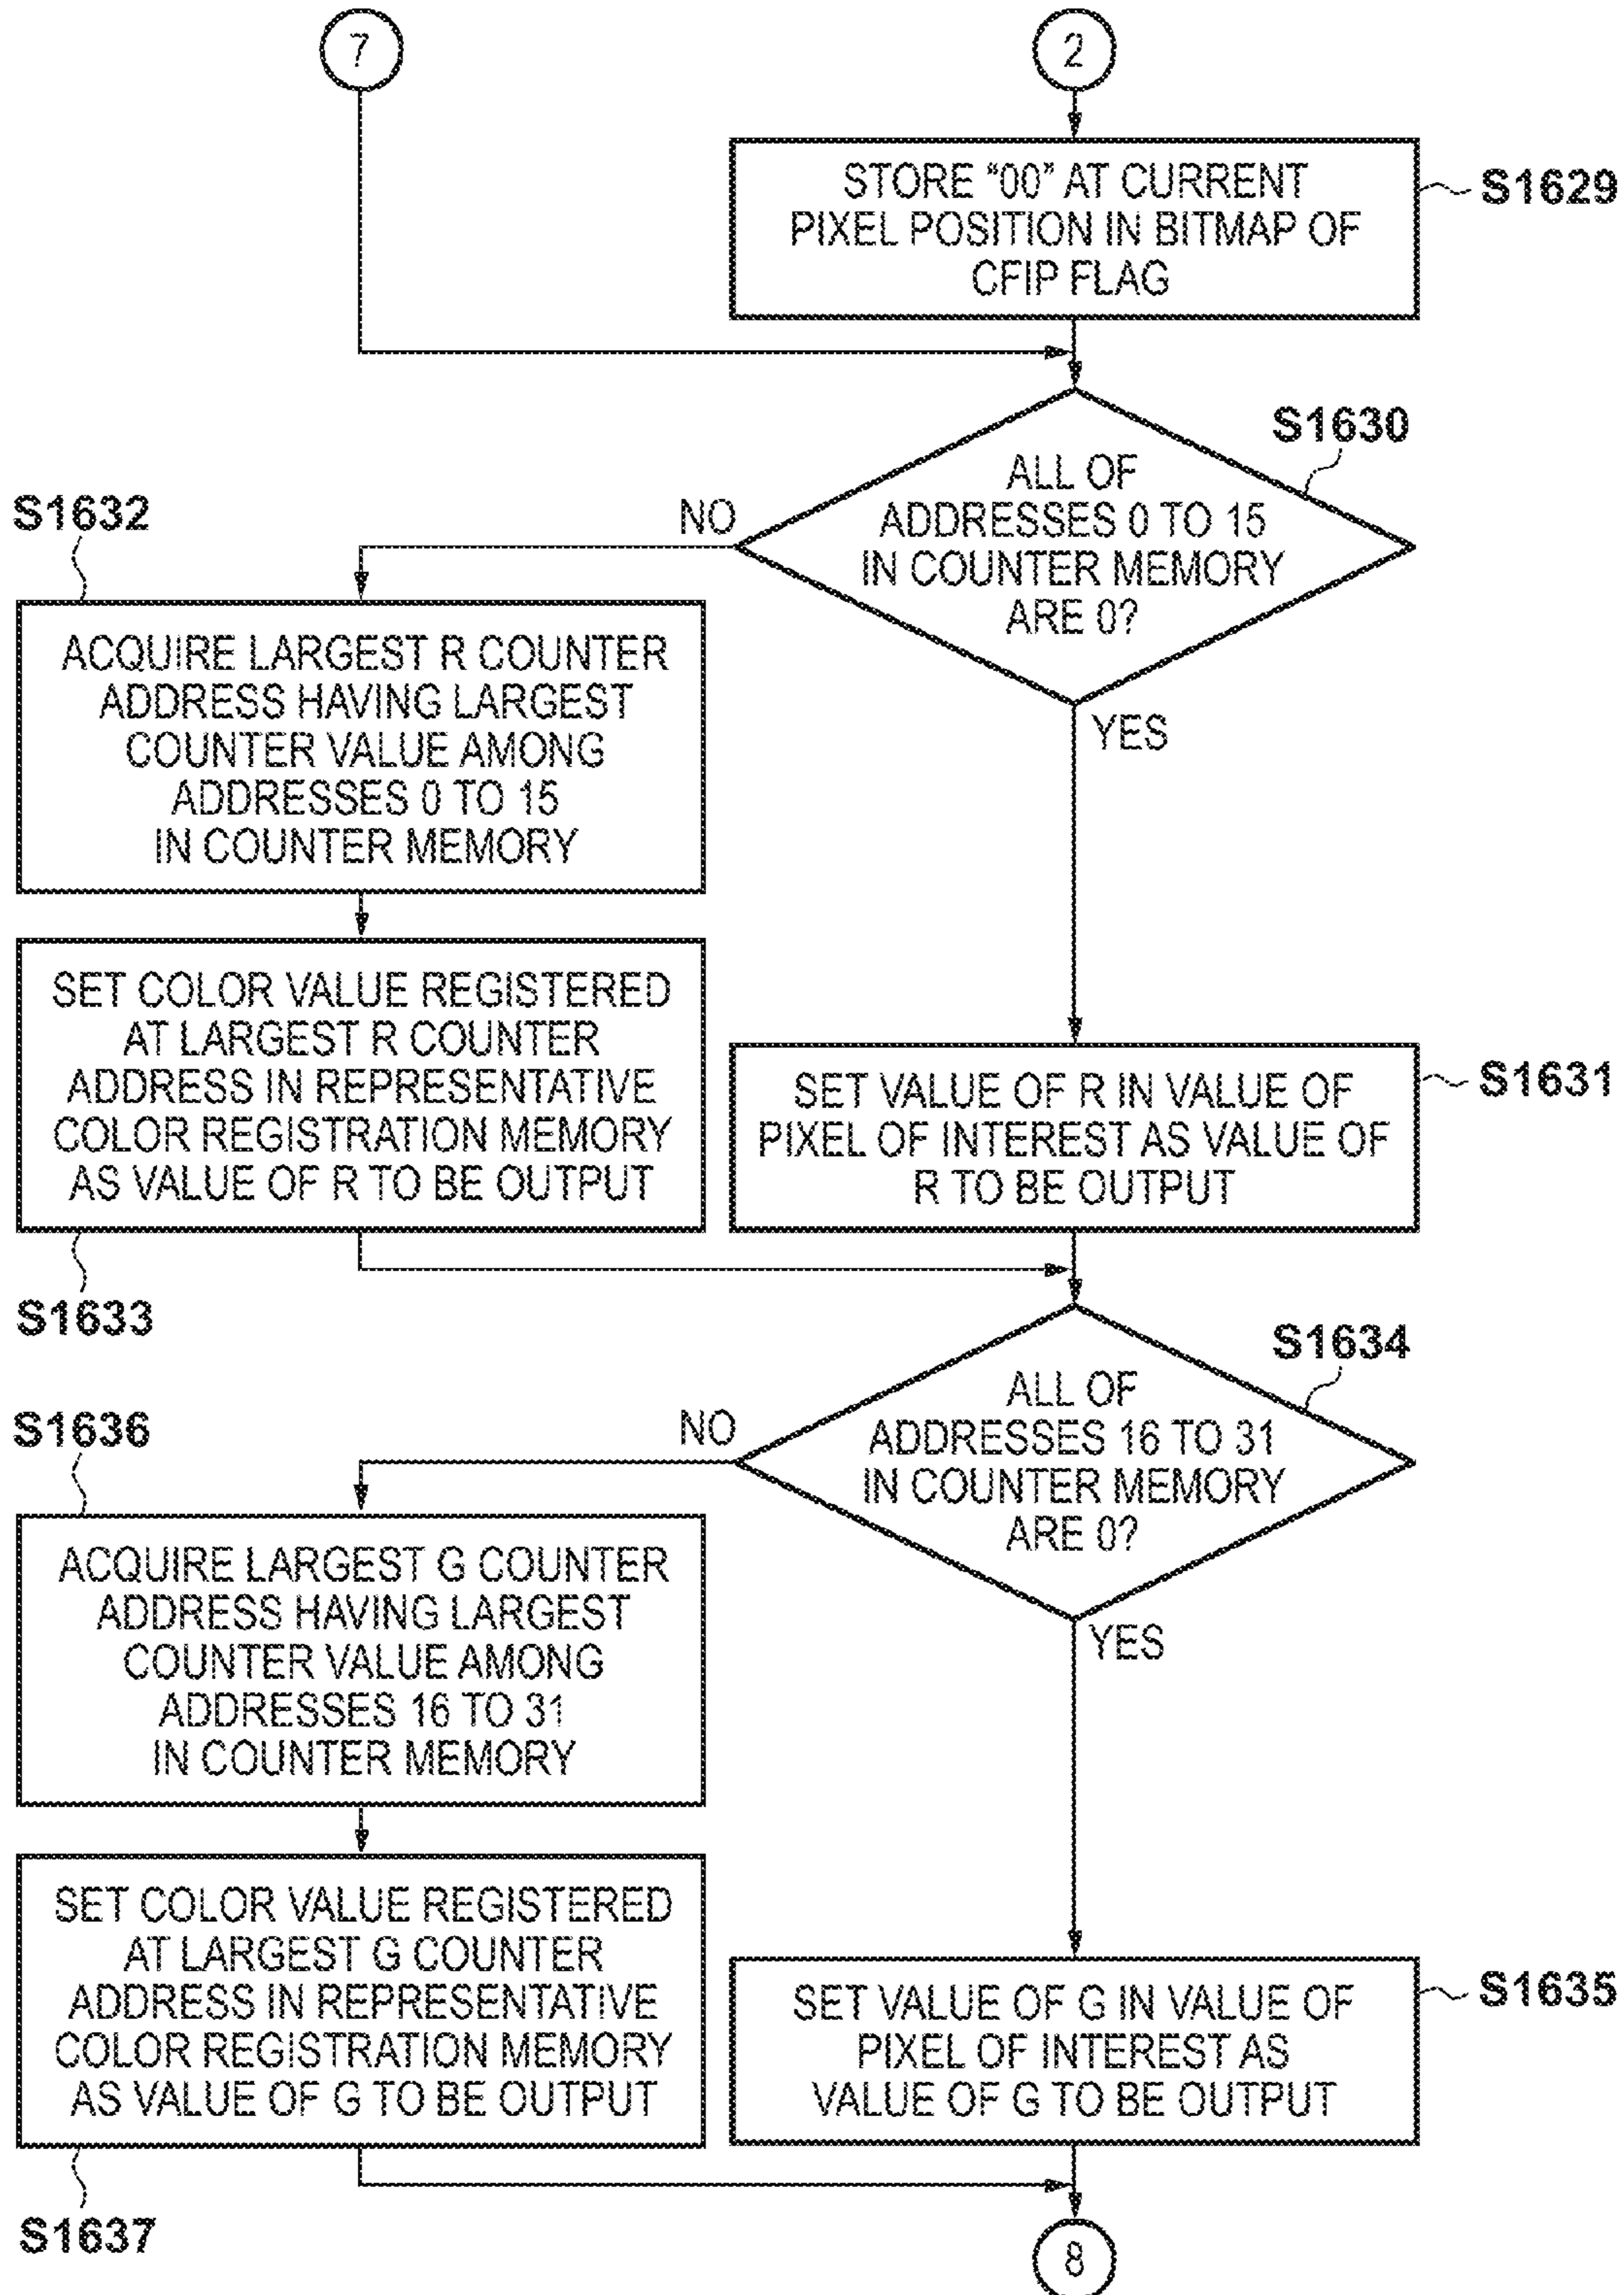 7
2
STORE “00” AT CURRENT
PIXEL POSITION IN BITMAP OF
CFIP FLAG
S1629
S1630
ALL OF
ADDRESSES 0 TO 15
IN COUNTER MEMORY
ARE 0?
NO
YES
S1632
ACQUIRE LARGEST R COUNTER
ADDRESS HAVING LARGEST
COUNTER VALUE AMONG
ADDRESSES 0 TO 15
IN COUNTER MEMORY
SET COLOR VALUE REGISTERED
AT LARGEST R COUNTER
ADDRESS IN REPRESENTATIVE
COLOR REGISTRATION MEMORY
AS VALUE OF R TO BE OUTPUT
S1633
SET VALUE OF R IN VALUE OF
PIXEL OF INTEREST AS VALUE OF
R TO BE OUTPUT
S1631
S1634
ALL OF
ADDRESSES 16 TO 31
IN COUNTER MEMORY
ARE 0?
NO
YES
S1636
ACQUIRE LARGEST G COUNTER
ADDRESS HAVING LARGEST
COUNTER VALUE AMONG
ADDRESSES 16 TO 31
IN COUNTER MEMORY
SET COLOR VALUE REGISTERED
AT LARGEST G COUNTER
ADDRESS IN REPRESENTATIVE
COLOR REGISTRATION MEMORY
AS VALUE OF G TO BE OUTPUT
S1637
SET VALUE OF G IN VALUE OF
PIXEL OF INTEREST AS
VALUE OF G TO BE OUTPUT
S1635
8